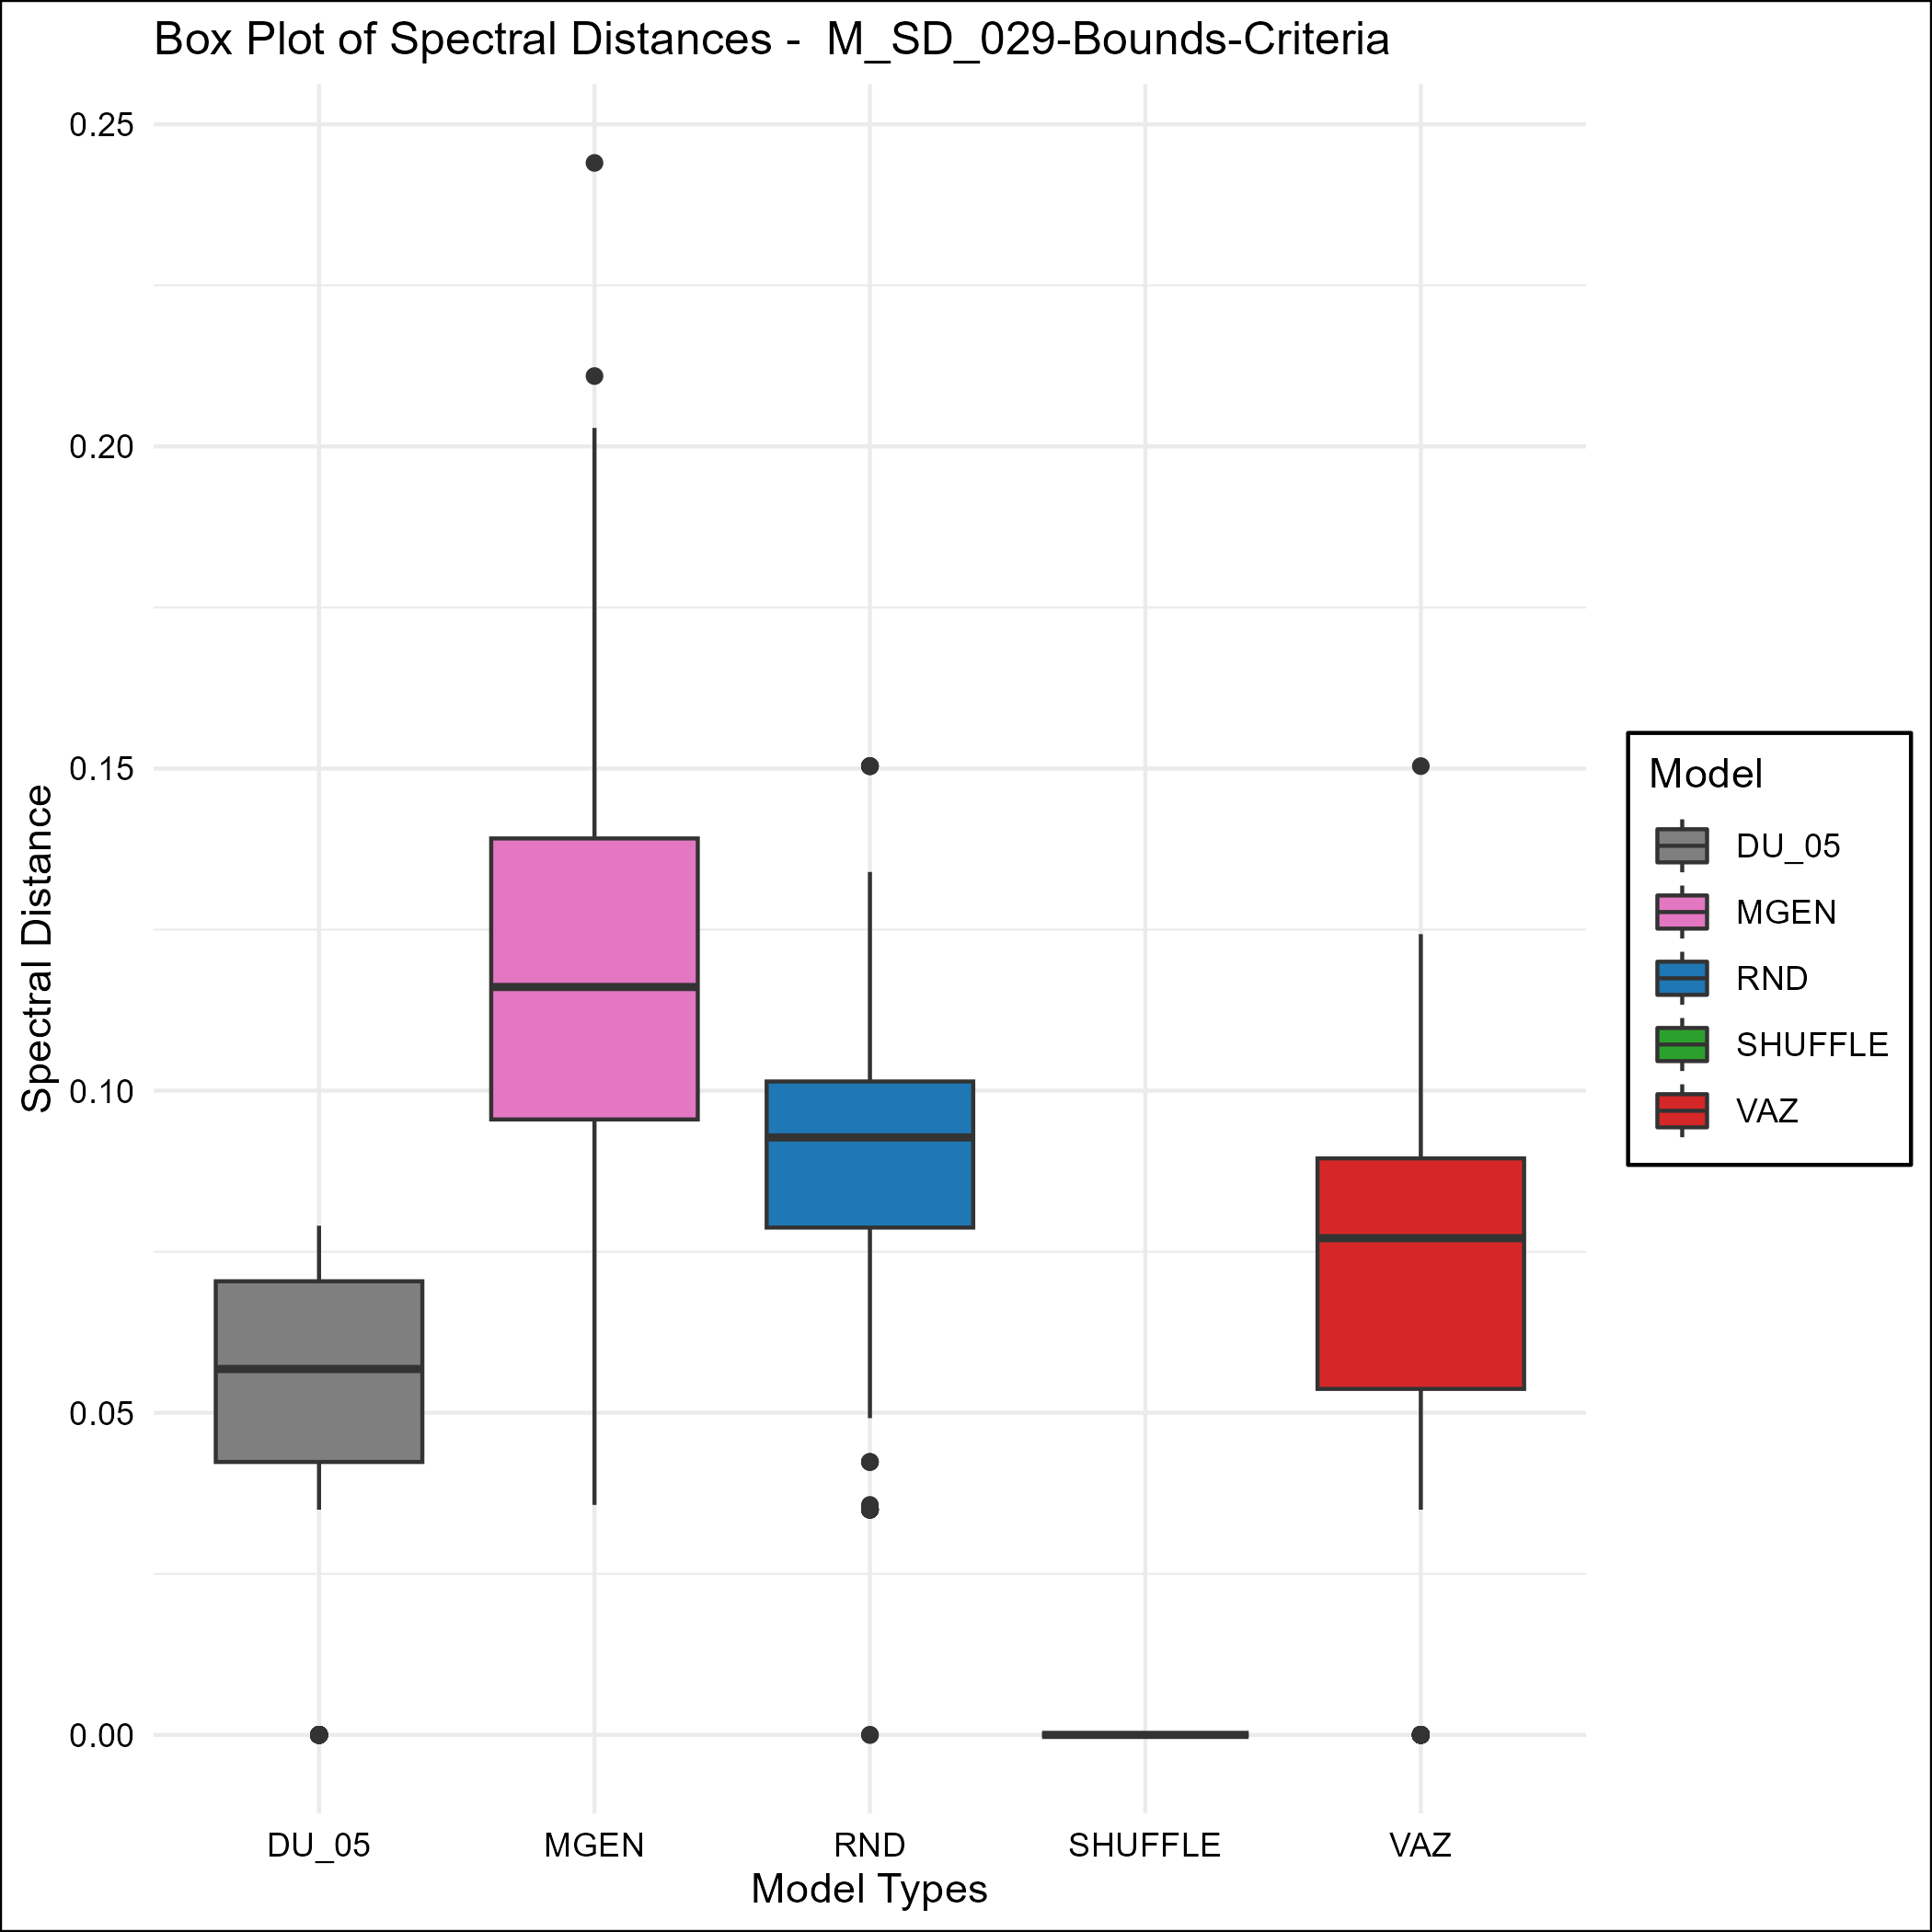 Box Plot of Spectral Distances -  M_SD_029-Bounds-Criteria
Spectral Distance
0.25
0.20
0.15
0.10
0.05
0.00
DU_05
MGEN
RND
SHUFFLE
VAZ
Model Types
Model
DU_05
MGEN
RND
SHUFFLE
VAZ